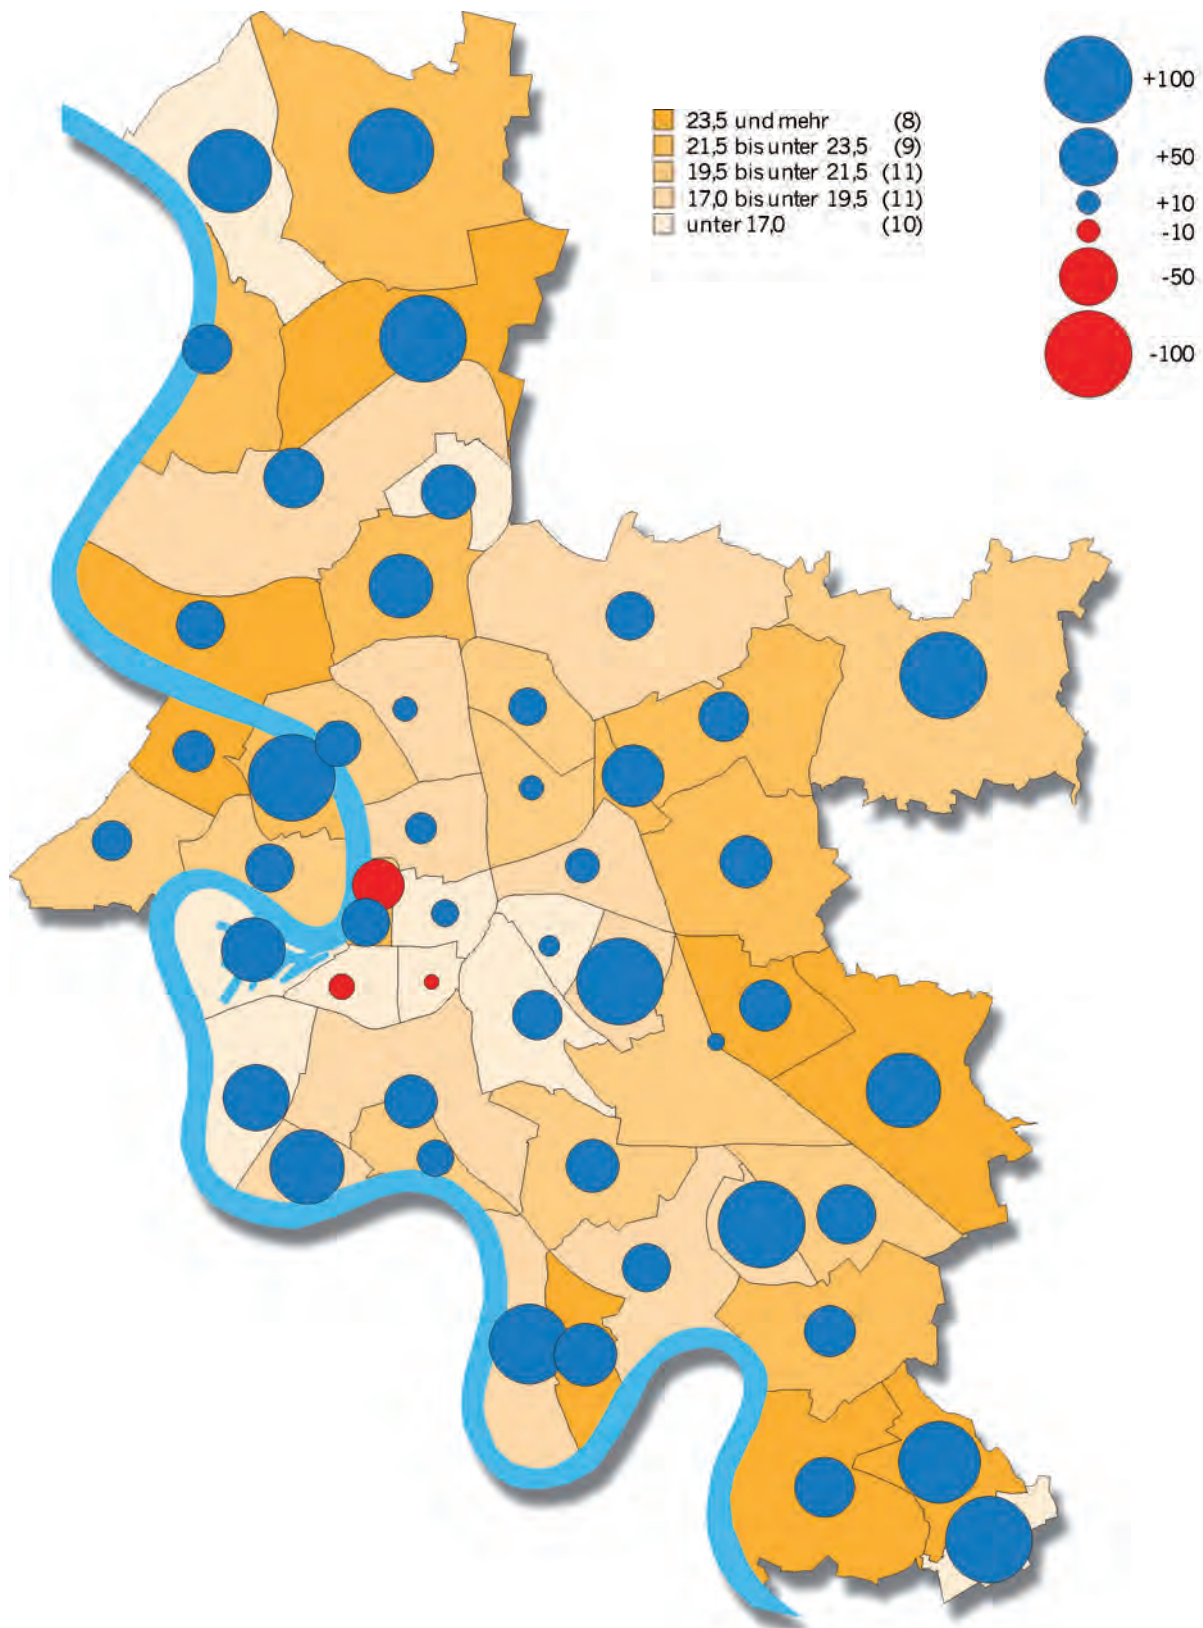 23,5 und mehr (8)
21,5 bis unter 23,5 (9)
19,5 bis unter 21,5 (11)
17,0 bis unter 19,5 (11)
unter 17,0 (10)
+100
+50
+10
-10
-50
-100